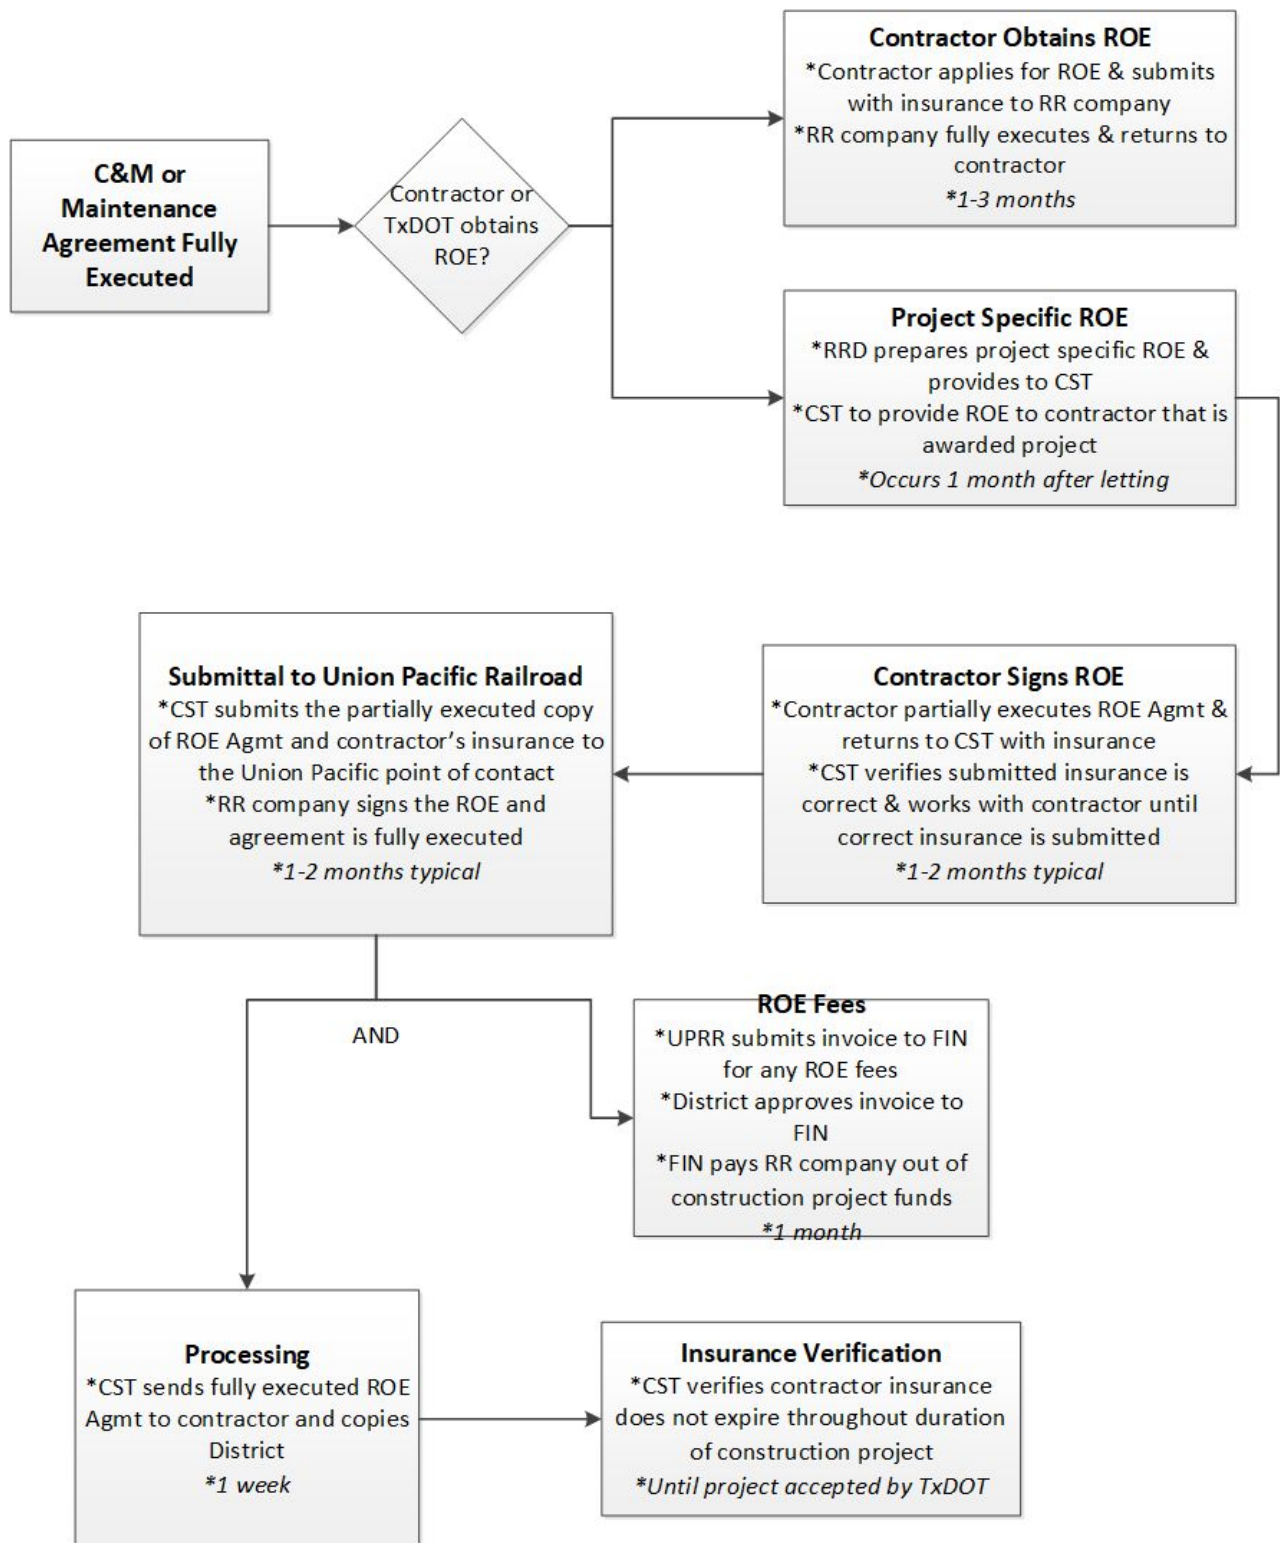 C&M or
Maintenance
Agreement Fully
Executed
Contractor or
TxDOT obtains
ROE?
Contractor Obtains ROE
*Contractor applies for ROE & submits
with insurance to RR company
*RR company fully executes & returns to
contractor
*1-3 months
Project Specific ROE
*RRD prepares project specific ROE &
provides to CST
*CST to provide ROE to contractor that is
awarded project
*Occurs 1 month after letting
Contractor Signs ROE
*Contractor partially executes ROE Agmt &
returns to CST with insurance
*CST verifies submitted insurance is
correct & works with contractor until
correct insurance is submitted
*1-2 months typical
Submittal to Union Pacific Railroad
*CST submits the partially executed copy
of ROE Agmt and contractor’s insurance to
the Union Pacific point of contact
*RR company signs the ROE and
agreement is fully executed
*1-2 months typical
AND
ROE Fees
*UPRR submits invoice to FIN
for any ROE fees
*District approves invoice to
FIN
*FIN pays RR company out of
construction project funds
*1 month
Processing
*CST sends fully executed ROE
Agmt to contractor and copies
District
*1 week
Insurance Verification
*CST verifies contractor insurance
does not expire throughout duration
of construction project
*Until project accepted by TxDOT